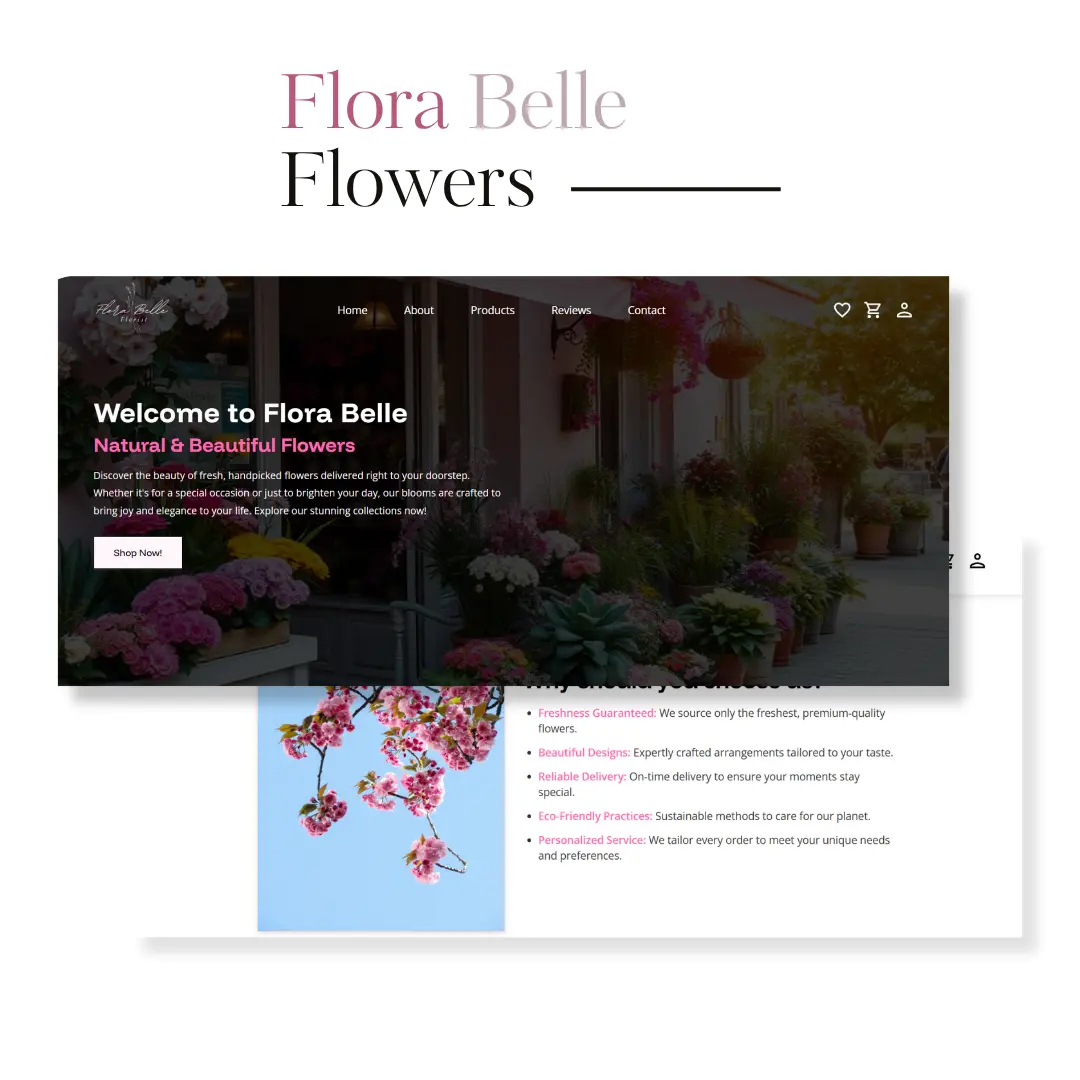 Flora Belle
Flowers
Flora Belle
Florist
Home About Products Reviews Contact
Welcome to Flora Belle
Natural & Beautiful Flowers
Discover the beauty of fresh, handpicked flowers delivered right to your doorstep.
Whether it's for a special occasion or just to brighten your day, our blooms are crafted to
bring joy and elegance to your life. Explore our stunning collections now!
Shop Now!
Why should you choose us?
• Freshness Guaranteed: We source only the freshest, premium-quality
flowers.
• Beautiful Designs: Expertly crafted arrangements tailored to your taste.
• Reliable Delivery: On-time delivery to ensure your moments stay
special.
• Eco-Friendly Practices: Sustainable methods to care for our planet.
• Personalized Service: We tailor every order to meet your unique needs
and preferences.